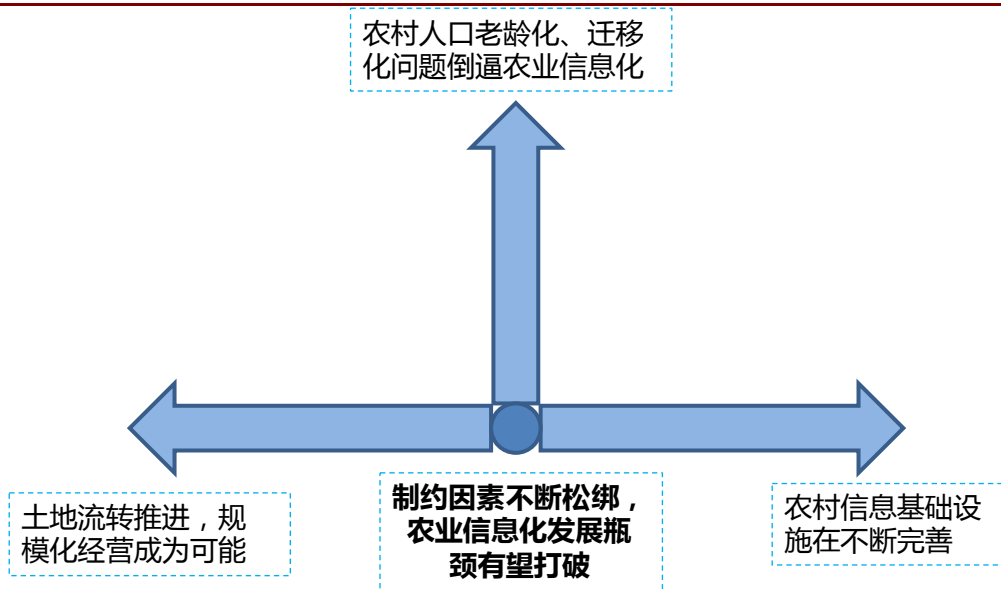 农村人口老龄化、迁移
化问题倒逼农业信息化
土地流转推进，规
模化经营成为可能
制约因素不断松绑，
农业信息化发展瓶
颈有望打破
农村信息基础设
施在不断完善